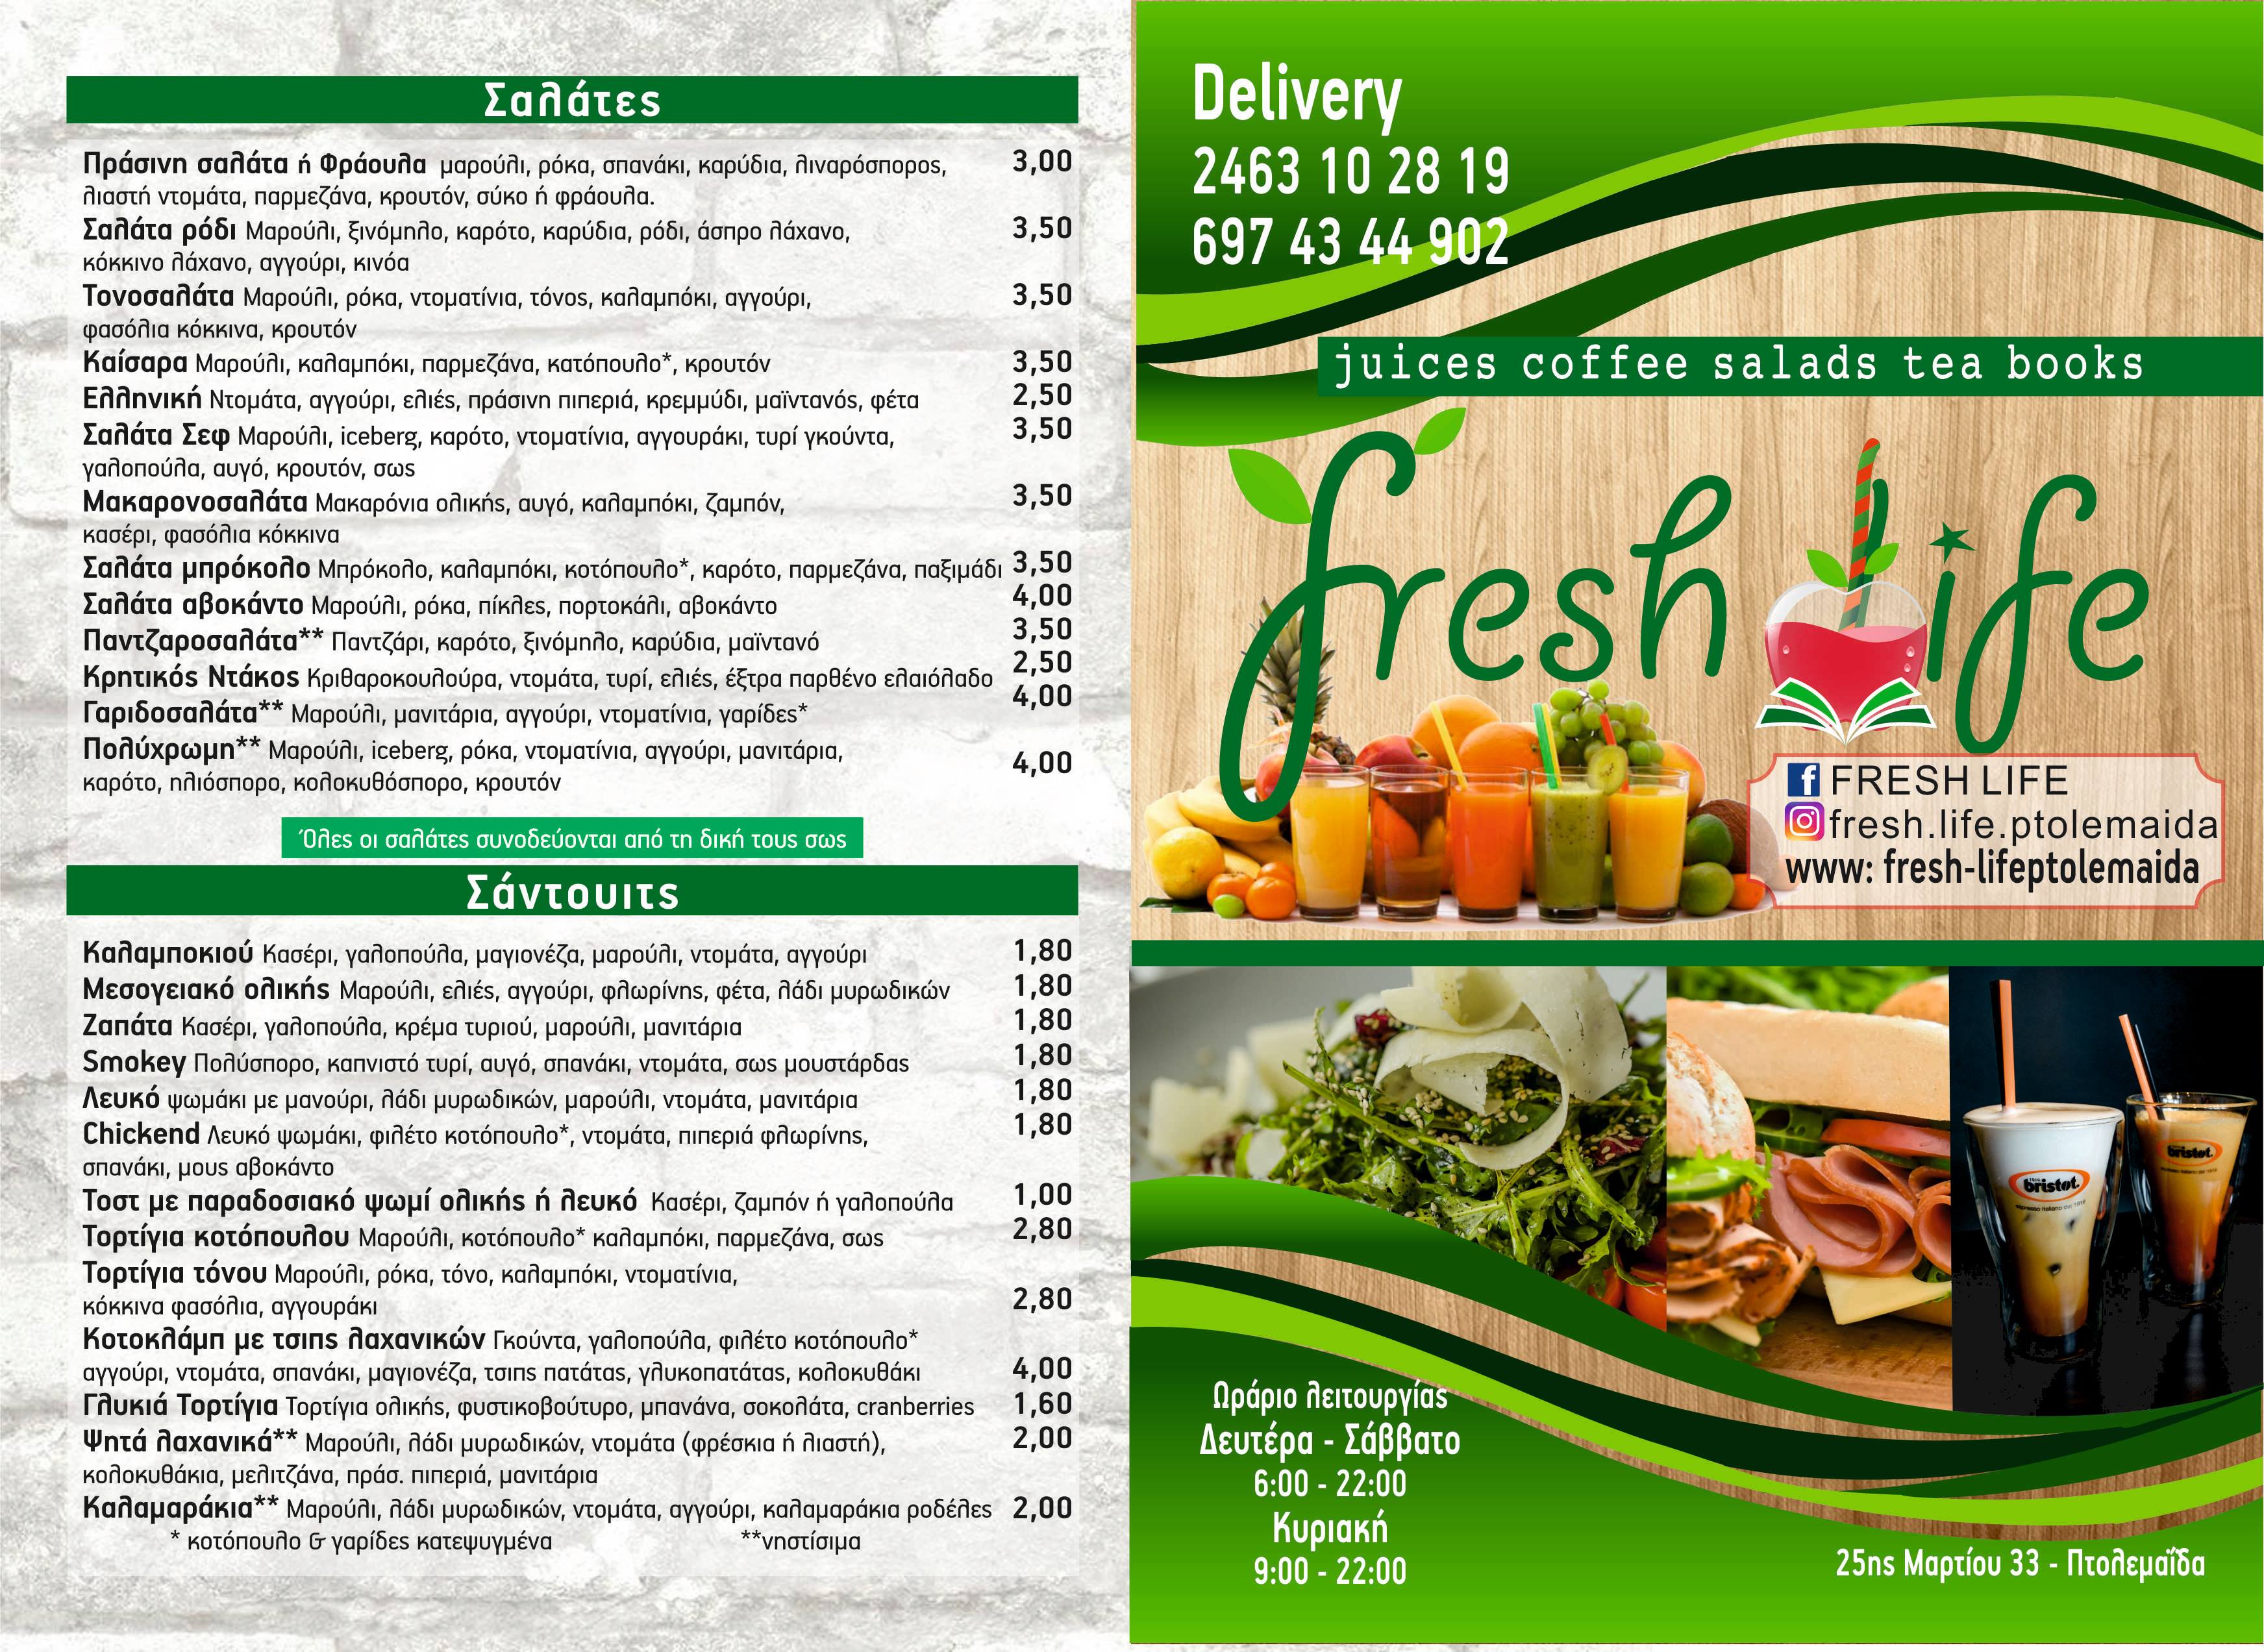 Σαλάτες
Πράσινη σαλάτα ή Φράουλα μαρούλι, ρόκα, σπανάκι, καρύδια, λιναρόσπορος, 3,00
λιαστή ντομάτα, παρμεζάνα, κρουτόν, σύκο ή φράουλα.
Σαλάτα ρόδι Μαρούλι, ξινόμηλο, καρότο, καρύδια, ρόδι, άσπρο λάχανο, 3,50
κόκκινο λάχανο, αγγούρι, κινόα
Τονοσαλάτα Μαρούλι, ρόκα, ντοματίνια, τόνος, καλαμπόκι, αγγούρι, 3,50
φασόλια κόκκινα, κρουτόν
Καίσαρα Μαρούλι, καλαμπόκι, παρμεζάνα, κατόπουλο*, κρουτόν 3,50
Ελληνική Ντομάτα, αγγούρι, ελιές, πράσινη πιπεριά, κρεμμύδι, μαϊντανός, φέτα 2,50
Σαλάτα Σεφ Μαρούλι, iceberg, καρότο, ντοματίνια, αγγουράκι, τυρί γκούντα, 3,50
γαλοπούλα, αυγό, κρουτόν, σως
Μακαρονοσαλάτα Μακαρόνια ολικής, αυγό, καλαμπόκι, ζαμπόν, 3,50
κασέρι, φασόλια κόκκινα
Σαλάτα μπρόκολο Μπρόκολο, καλαμπόκι, κοτόπουλο*, καρότο, παρμεζάνα, παξιμάδι 3,50
Σαλάτα αβοκάντο Μαρούλι, ρόκα, πίκλες, πορτοκάλι, αβοκάντο 4,00
Παντζαροσαλάτα** Παντζάρι, καρότο, ξινόμηλο, καρύδια, μαϊντανό 3,50
Κρητικός Ντάκος Κριθαροκουλούρα, ντομάτα, τυρί, ελιές, έξτρα παρθένο ελαιόλαδο 2,50
Γαριδοσαλάτα** Μαρούλι, μανιτάρια, αγγούρι, ντοματίνια, γαρίδες* 4,00
Πολύχρωμη** Μαρούλι, iceberg, ρόκα, ντοματίνια, αγγούρι, μανιτάρια, 4,00
καρότο, ηλιόσπορο, κολοκυθόσπορο, κρουτόν
Όλες οι σαλάτες συνοδεύονται από τη δική τους σως
Σάντουιτς
Καλαμποκιού Κασέρι, γαλοπούλα, μαγιονέζα, μαρούλι, ντομάτα, αγγούρι 1,80
Μεσογειακό ολικής Μαρούλι, ελιές, αγγούρι, φλωρίνης, φέτα, λάδι μυρωδικών 1,80
Ζαπάτα Κασέρι, γαλοπούλα, κρέμα τυριού, μαρούλι, μανιτάρια 1,80
Smokey Πολύσπορο, καπνιστό τυρί, αυγό, σπανάκι, ντομάτα, σως μουστάρδας 1,80
Λευκό ψωμάκι με μανούρι, λάδι μυρωδικών, μαρούλι, ντομάτα, μανιτάρια 1,80
Chickend Λευκό ψωμάκι, φιλέτο κοτόπουλο*, ντομάτα, πιπεριά φλωρίνης, 1,80
σπανάκι, μους αβοκάντο
Τοστ με παραδοσιακό ψωμί ολικής ή λευκό Κασέρι, ζαμπόν ή γαλοπούλα 1,00
Τορτίγια κοτόπουλου Μαρούλι, κοτόπουλο* καλαμπόκι, παρμεζάνα, σως 2,80
Τορτίγια τόνου Μαρούλι, ρόκα, τόνο, καλαμπόκι, ντοματίνια,
κόκκινα φασόλια, αγγουράκι 2,80
Κοτοκλάμπ με τσιπς λαχανικών Γκούντα, γαλοπούλα, φιλέτο κοτόπουλο*
αγγούρι, ντομάτα, σπανάκι, μαγιονέζα, τσιπς πατάτας, γλυκοπατάτας, κολοκυθάκι 4,00
Γλυκιά Τορτίγια Τορτίγια ολικής, φυστικοβούτυρο, μπανάνα, σοκολάτα, cranberries 1,60
Ψητά λαχανικά** Μαρούλι, λάδι μυρωδικών, ντομάτα (φρέσκια ή λιαστή), 2,00
κολοκυθάκια, μελιτζάνα, πράσ. πιπεριά, μανιτάρια
Καλαμαράκια** Μαρούλι, λάδι μυρωδικών, ντομάτα, αγγούρι, καλαμαράκια ροδέλες 2,00
* κοτόπουλο & γαρίδες κατεψυγμένα **νηστίσιμα
Delivery
2463 10 28 19
697 43 44 902
juices coffee salads tea books
fresh life
f FRESH LIFE
fresh.life.ptolemaida
www: fresh-lifeptolemaida
bristot.
bristot.
Ωράριο λειτουργίας
Δευτέρα - Σάββατο
6:00 - 22:00
Κυριακή
9:00 - 22:00
25ης Μαρτίου 33 - Πτολεμαΐδα